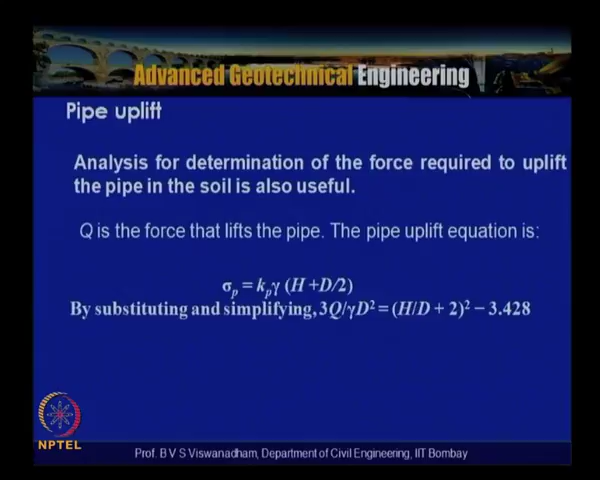 Advanced Geotechnical Engineering
Pipe uplift
Analysis for determination of the force required to uplift
the pipe in the soil is also useful.
Q is the force that lifts the pipe. The pipe uplift equation is:
σₚ = kₚγ (H +D/2)
By substituting and simplifying, 3Q/γD² = (H/D + 2)² − 3.428
NPTEL
Prof. B V S Viswanadham, Department of Civil Engineering, IIT Bombay